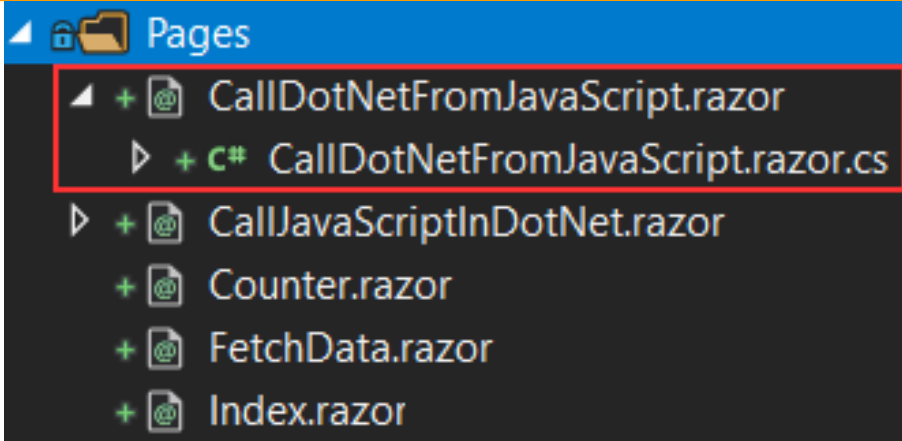 Pages
+ @ CallDotNetFromJavaScript.razor
+ C# CallDotNetFromJavaScript.razor.cs
+ @ CallJavaScriptInDotNet.razor
+ @ Counter.razor
+ @ FetchData.razor
+ @ Index.razor